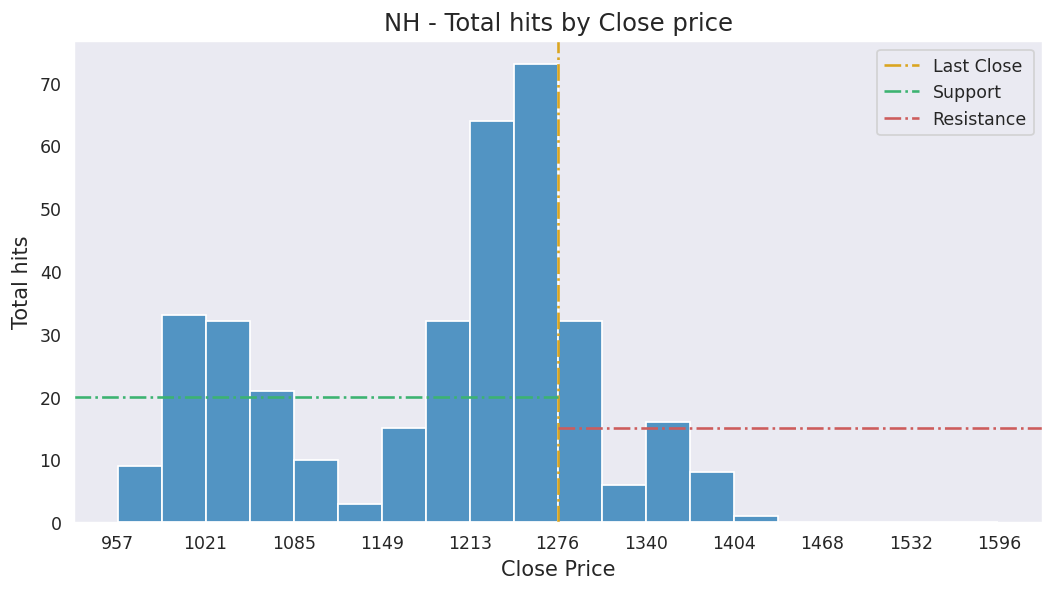 NH - Total hits by Close price
Last Close
Support
Resistance
Total hits
70
60
50
40
30
20
10
0
957 1021 1085 1149 1213 1276 1340 1404 1468 1532 1596
Close Price